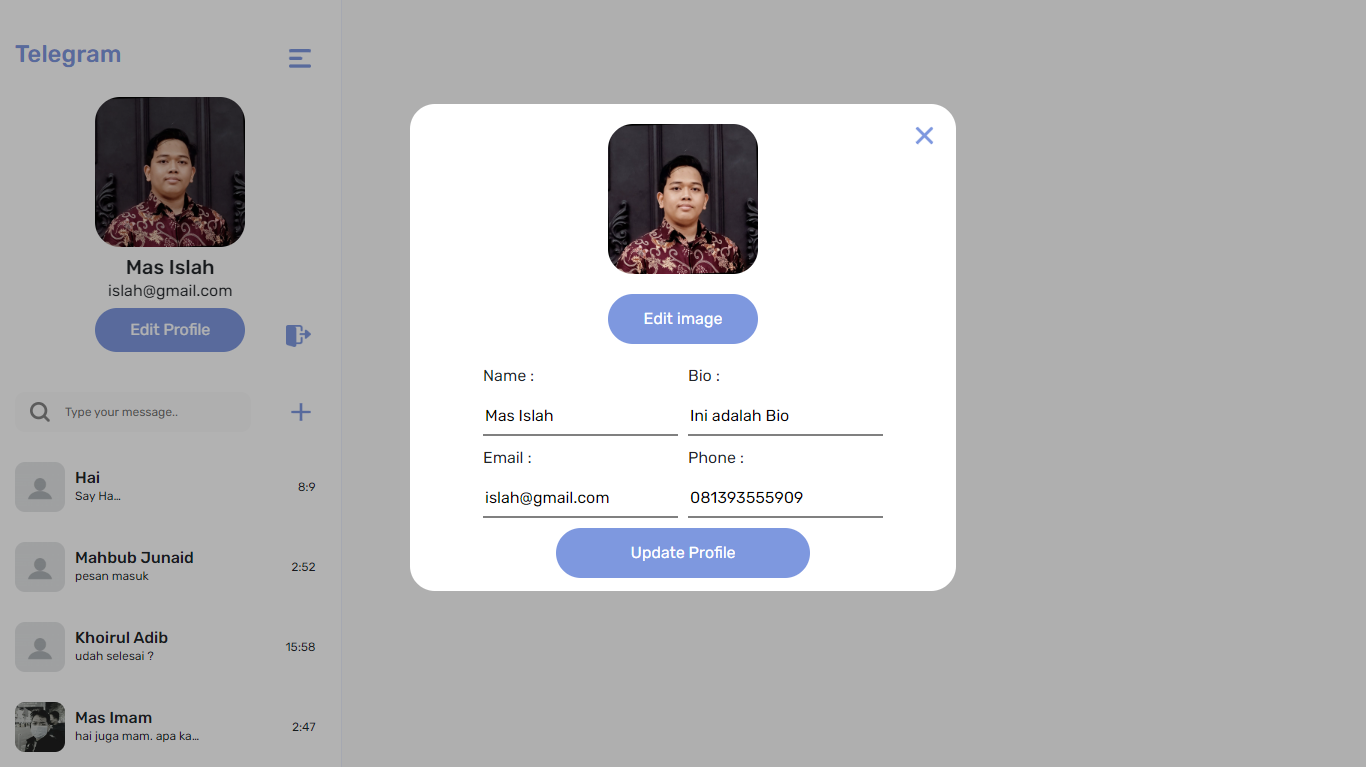 Telegram
Mas Islah
islah@gmail.com
Edit Profile
Type your message..
Hai
Say Ha...
8:9
Mahbub Junaid
pesan masuk
2:52
Khoirul Adib
udah selesai ?
15:58
Mas Imam
hai juga mam. apa ka...
2:47
Edit image
Name :
Bio :
Mas Islah
Ini adalah Bio
Email :
Phone :
islah@gmail.com
081393555909
Update Profile